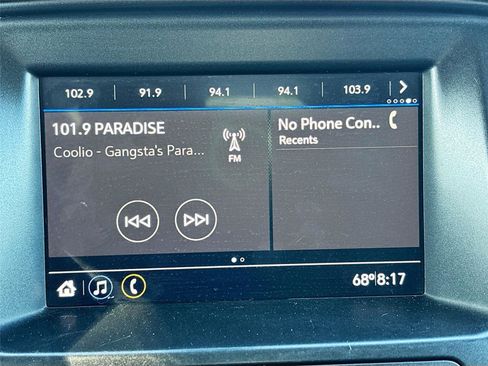 102.9 91.9 94.1 94.1 103.9
101.9 PARADISE
Coolio - Gangsta's Para...
FM
No Phone Con..
Recents
68° 8:17